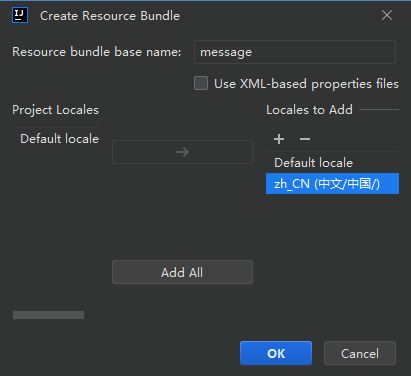 IJ
Create Resource Bundle
Resource bundle base name: message
Use XML-based properties files
Project Locales
Locales to Add
Default locale
Default locale
zh_CN (中文/中国/)
Add All
OK Cancel